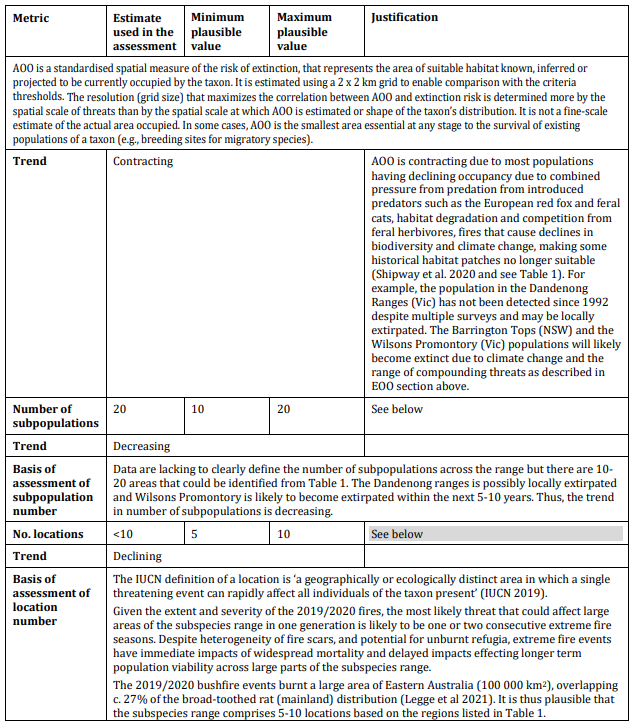 Metric
Estimate
used in the
assessment
Minimum
plausible
value
Maximum
plausible
value
Justification
AOO is a standardised spatial measure of the risk of extinction, that represents the area of suitable habitat known, inferred or
projected to be currently occupied by the taxon. It is estimated using a 2 x 2 km grid to enable comparison with the criteria
thresholds. The resolution (grid size) that maximizes the correlation between AOO and extinction risk is determined more by the
spatial scale of threats than by the spatial scale at which AOO is estimated or shape of the taxon's distribution. It is not a fine-scale
estimate of the actual area occupied. In some cases, AOO is the smallest area essential at any stage to the survival of existing
populations of a taxon (e.g., breeding sites for migratory species).
Trend
Contracting
AOO is contracting due to most populations
having declining occupancy due to combined
pressure from predation from introduced
predators such as the European red fox and feral
cats, habitat degradation and competition from
feral herbivores, fires that cause declines in
biodiversity and climate change, making some
historical habitat patches no longer suitable
(Shipway et al. 2020 and see Table 1). For
example, the population in the Dandenong
Ranges (Vic) has not been detected since 1992
despite multiple surveys and may be locally
extirpated. The Barrington Tops (NSW) and the
Wilsons Promontory (Vic) populations will likely
become extinct due to climate change and the
range of compounding threats as described in
EOO section above.
Number of
subpopulations
20
10
20
See below
Trend
Decreasing
Basis of
assessment of
subpopulation
number
Data are lacking to clearly define the number of subpopulations across the range but there are 10-
20 areas that could be identified from Table 1. The Dandenong ranges is possibly locally extirpated
and Wilsons Promontory is likely to become extirpated within the next 5-10 years. Thus, the trend
in number of subpopulations is decreasing.
No. locations
<10
5
10
See below
Trend
Declining
Basis of
assessment of
location
number
The IUCN definition of a location is 'a geographically or ecologically distinct area in which a single
threatening event can rapidly affect all individuals of the taxon present' (IUCN 2019).
Given the extent and severity of the 2019/2020 fires, the most likely threat that could affect large
areas of the subspecies range in one generation is likely to be one or two consecutive extreme fire
seasons. Despite heterogeneity of fire scars, and potential for unburnt refugia, extreme fire events
have immediate impacts of widespread mortality and delayed impacts effecting longer term
population viability across large parts of the subspecies range.
The 2019/2020 bushfire events burnt a large area of Eastern Australia (100 000 km²), overlapping
c. 27% of the broad-toothed rat (mainland) distribution (Legge et al 2021). It is thus plausible that
the subspecies range comprises 5-10 locations based on the regions listed in Table 1.